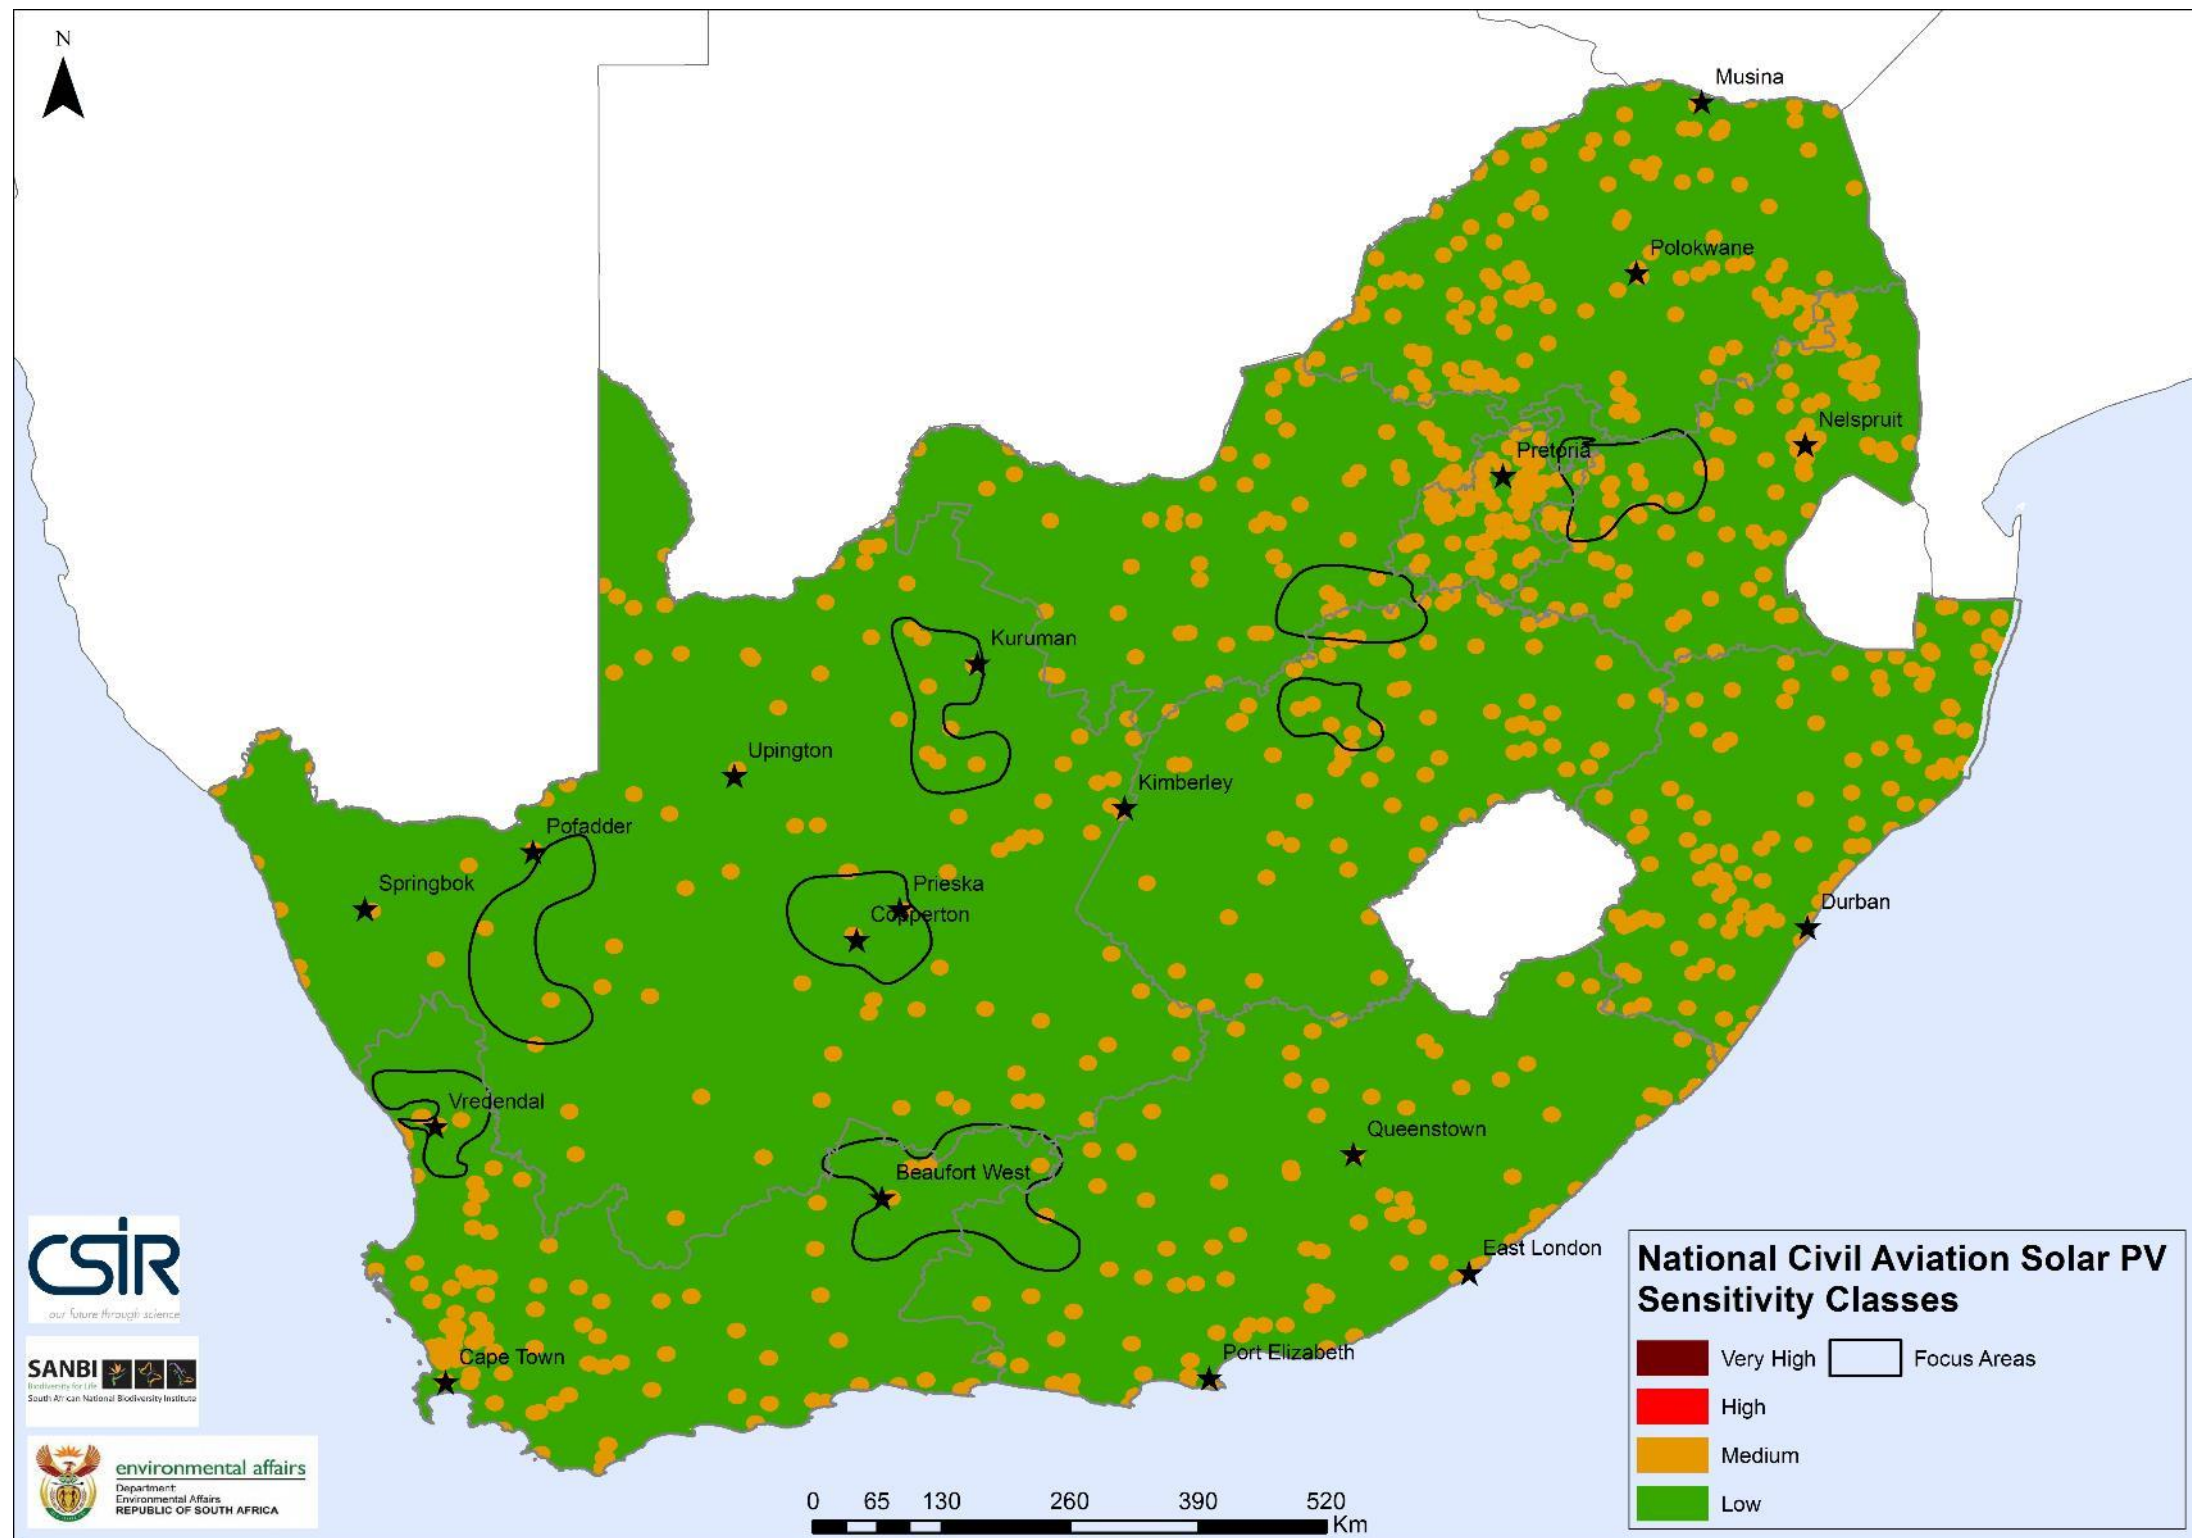 N
Musina
Polokwane
Nelspruit
Pretoria
Kuruman
Upington
Kimberley
Pofadder
Springbok
Prieska
Copperton
Durban
Vredendal
Queenstown
Beaufort West
East London
Cape Town
Port Elizabeth
CSIR
our future through science
SANBI
Biodiversity for Life
South African National Biodiversity Institute
environmental affairs
Department:
Environmental Affairs
REPUBLIC OF SOUTH AFRICA
0 65 130 260 390 520
Km
National Civil Aviation Solar PV
Sensitivity Classes
Very High Focus Areas
High
Medium
Low